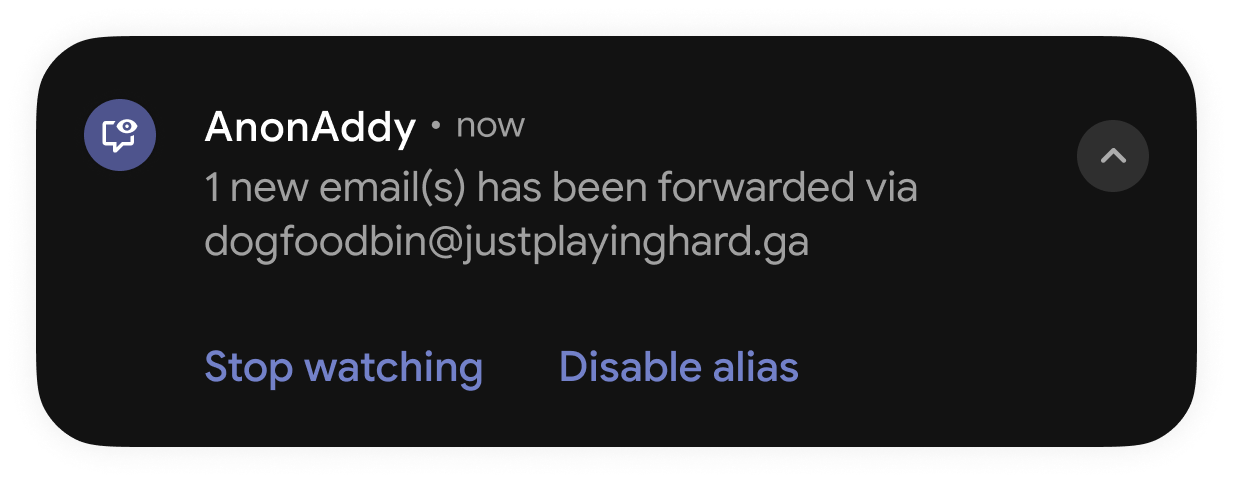 AnonAddy • now
1 new email(s) has been forwarded via
dogfoodbin@justplayinghard.ga
Stop watching Disable alias